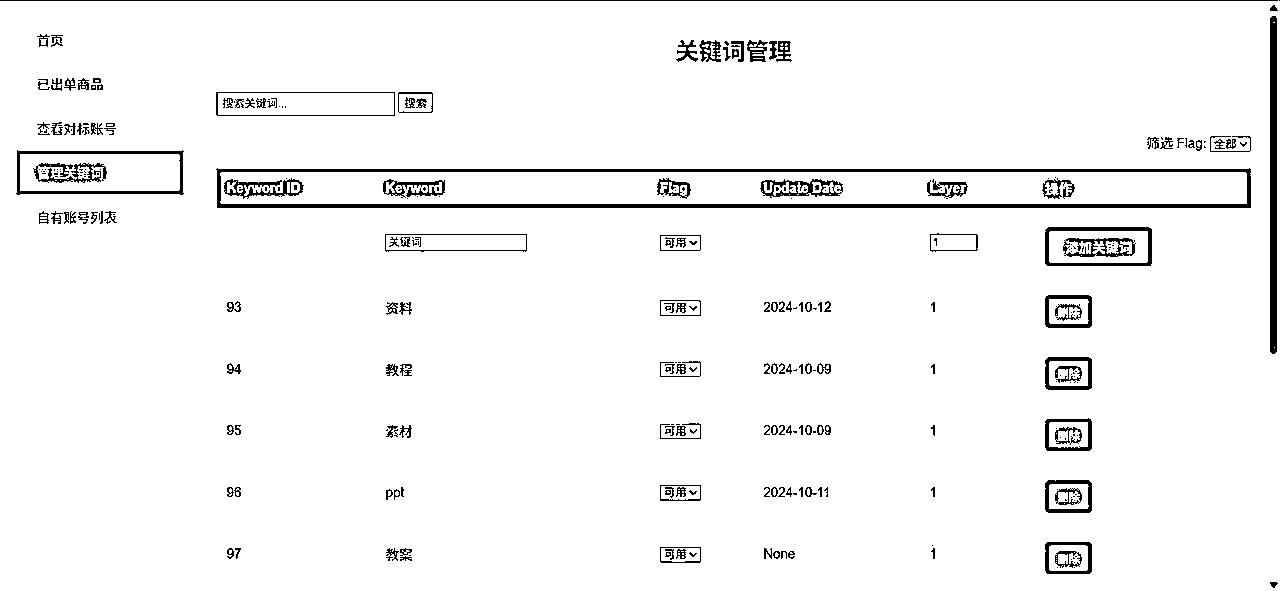 首页
已出单商品
查看对标账号
管理关键词
自有账号列表
关键词管理
搜索关键词... 搜索
筛选 Flag: 全部
Keyword ID Keyword Flag Update Date Layer 操作
关键词 可用 1 添加关键词
93 资料 可用 2024-10-12 1 删除
94 教程 可用 2024-10-09 1 删除
95 素材 可用 2024-10-09 1 删除
96 ppt 可用 2024-10-11 1 删除
97 教案 可用 None 1 删除